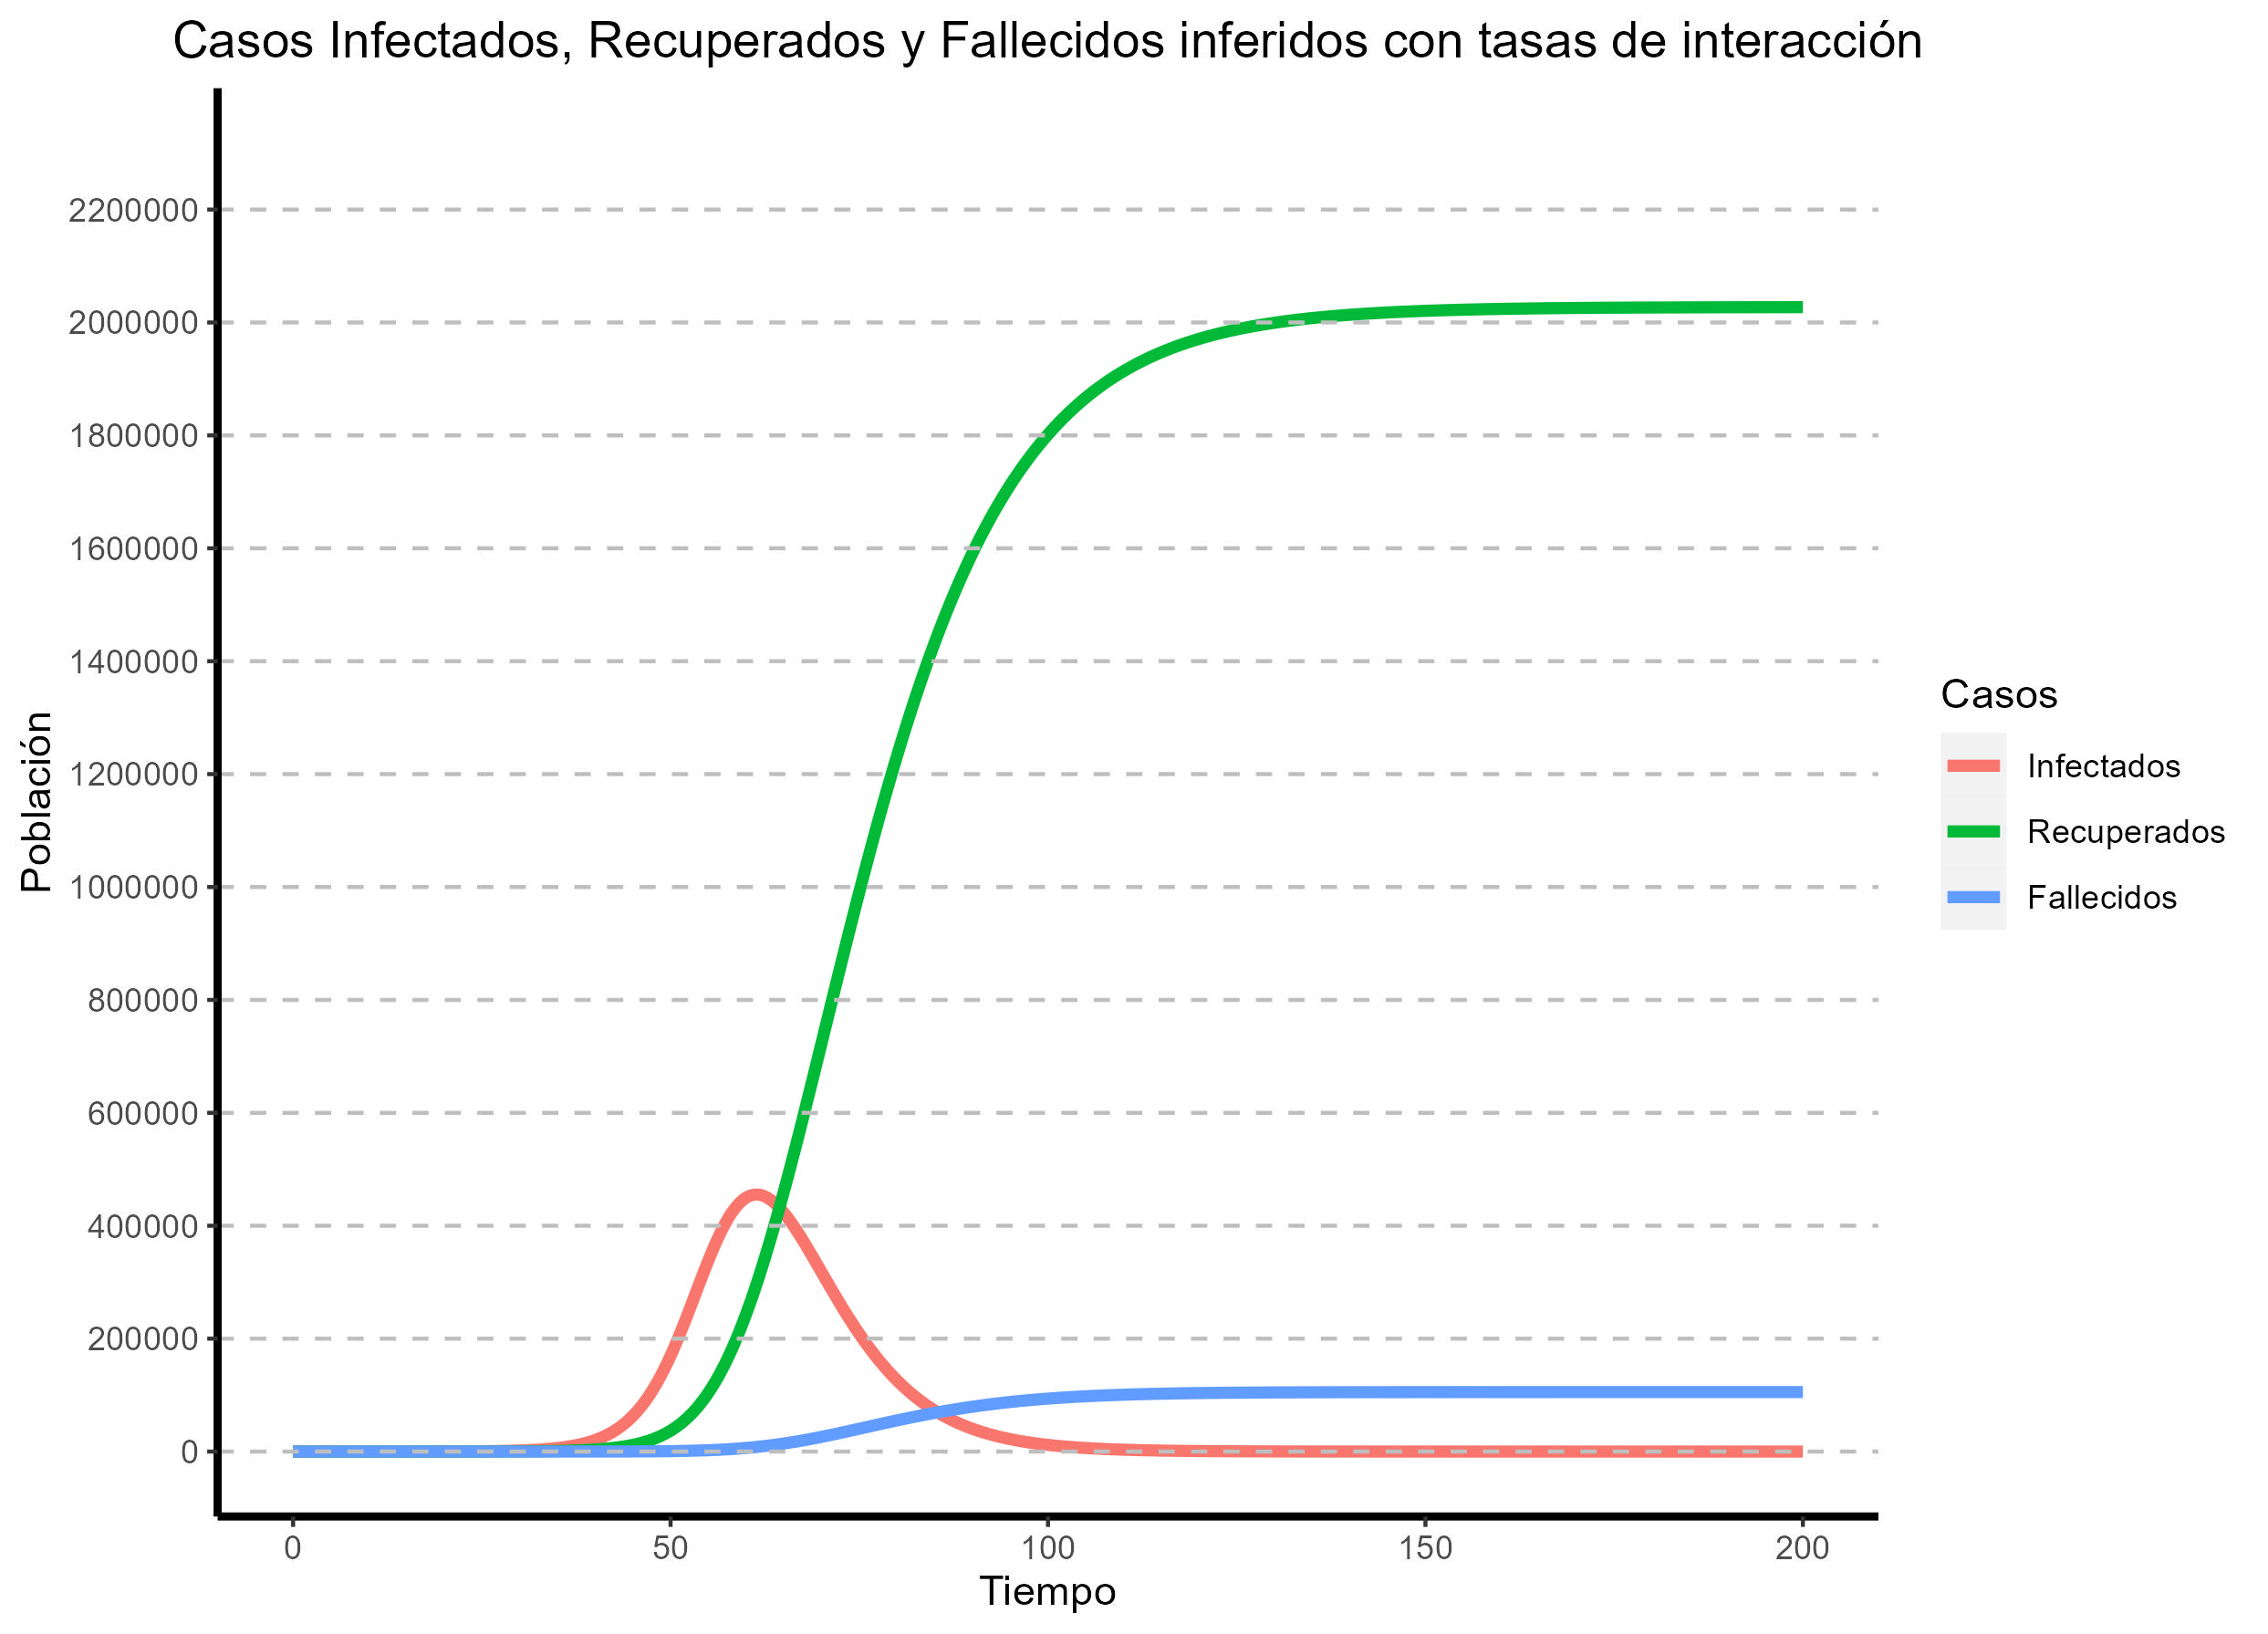 Casos Infectados, Recuperados y Fallecidos inferidos con tasas de interacción
Población
2200000
2000000
1800000
1600000
1400000
1200000
1000000
800000
600000
400000
200000
0
0 50 100 150 200
Tiempo
Casos
Infectados
Recuperados
Fallecidos